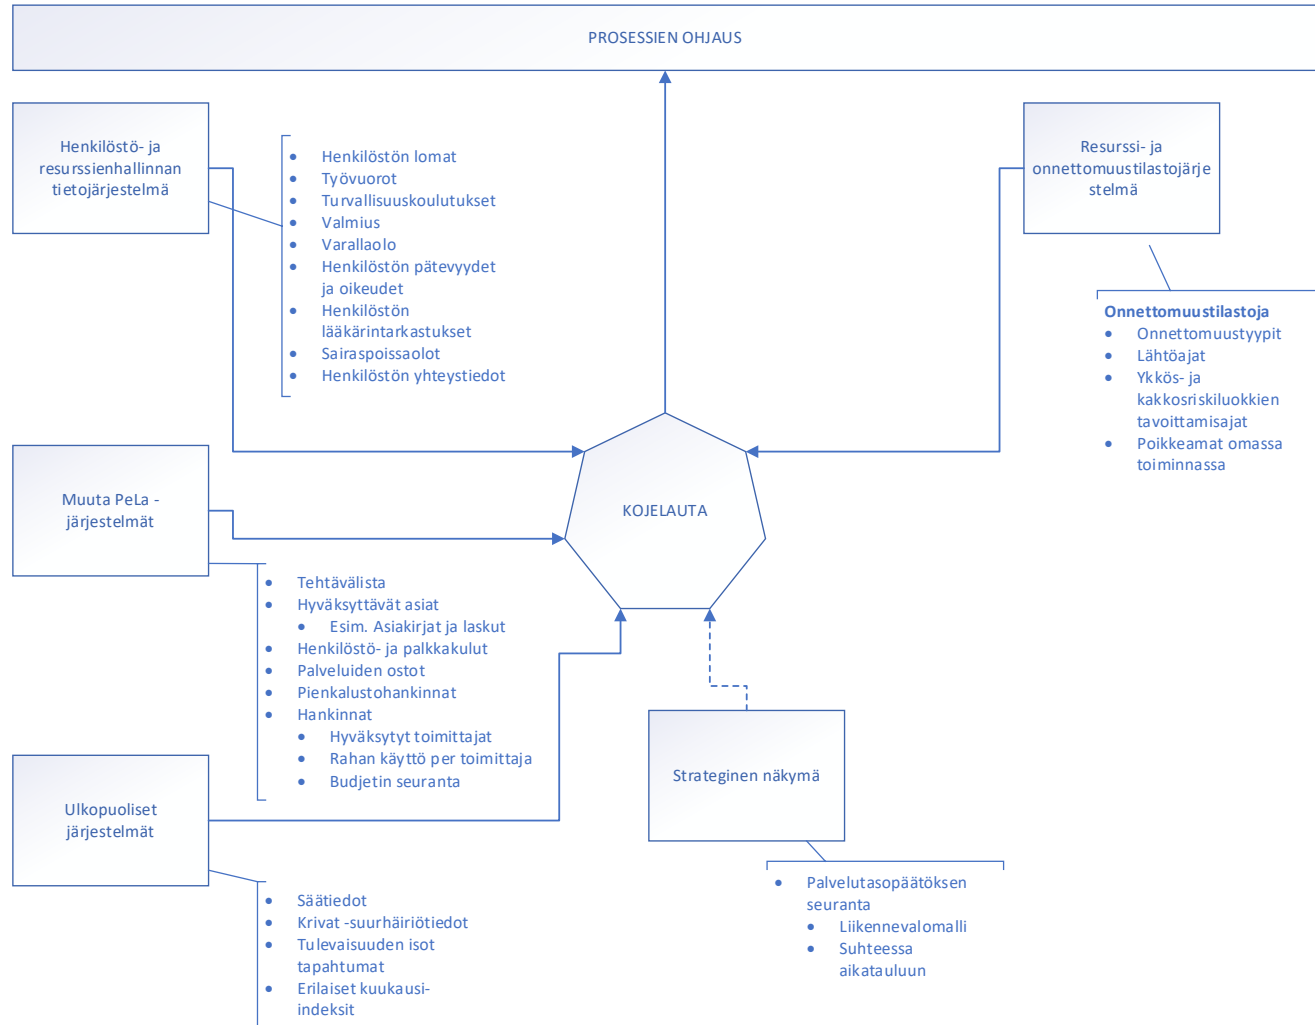 PROSESSIEN OHJAUS
Henkilöstö- ja
resurssienhallinnan
tietojärjestelmä
• Henkilöstön lomat
• Työvuorot
• Turvallisuuskoulutukset
• Valmius
• Varallaolo
• Henkilöstön pätevyydet
ja oikeudet
• Henkilöstön
lääkärintarkastukset
• Sairaspoissaolot
• Henkilöstön yhteystiedot
Resurssi- ja
onnettomuustilastojärje
stelmä
Onnettomuustilastoja
• Onnettomuustyypit
• Lähtöajat
• Ykkös- ja
kakkosriskiluokkien
tavoittamisajat
• Poikkeamat omassa
toiminnassa
Muuta PeLa -
järjestelmät
KOJELAUTA
• Tehtävälista
• Hyväksyttävät asiat
• Esim. Asiakirjat ja laskut
• Henkilöstö- ja palkkakulut
• Palveluiden ostot
• Pienkalustohankinnat
• Hankinnat
• Hyväksytyt toimittajat
• Rahan käyttö per toimittaja
• Budjetin seuranta
Ulkopuoliset
järjestelmät
Strateginen näkymä
• Säätiedot
• Krivat -suurhäiriötiedot
• Tulevaisuuden isot
tapahtumat
• Erilaiset kuukausi-
indeksit
• Palvelutasopäätöksen
seuranta
• Liikennevalomalli
• Suhteessa
aikatauluun